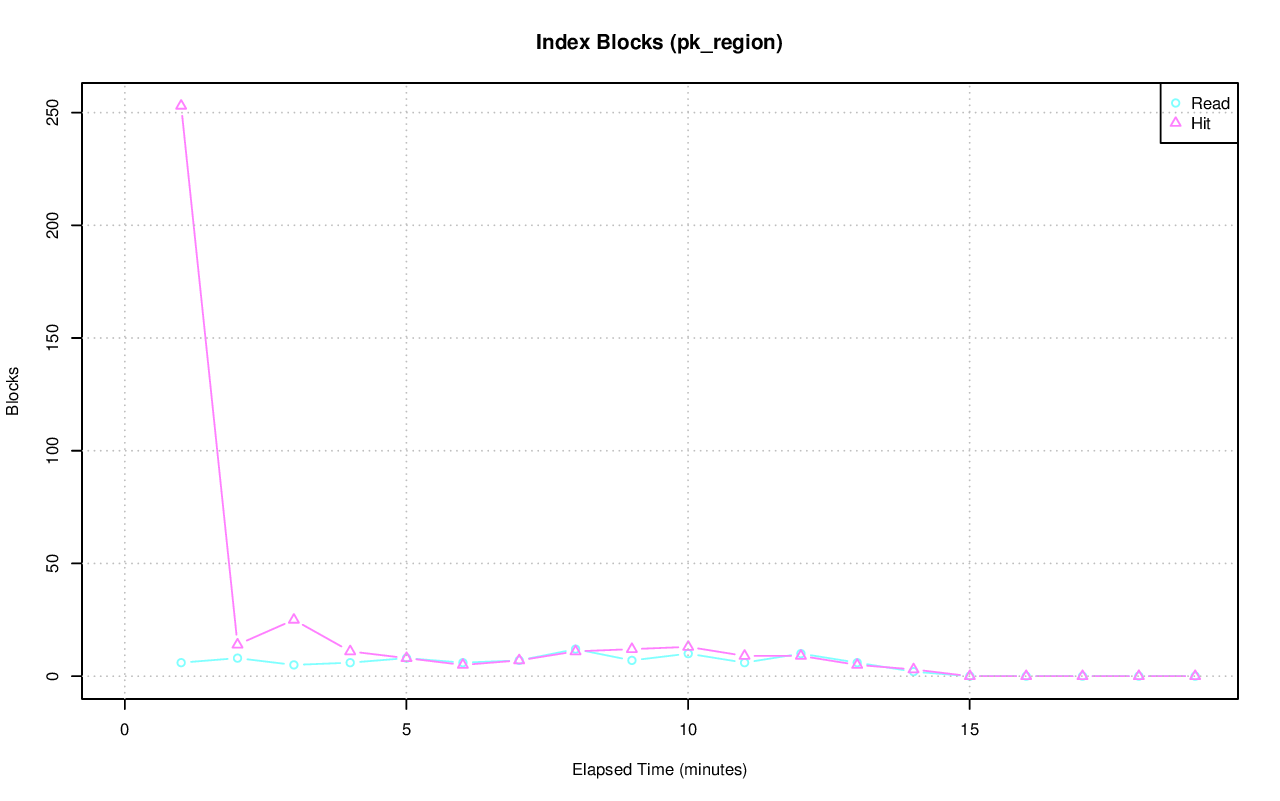 Index Blocks (pk_region)
Read
Hit
250
200
150
100
50
0
Blocks
0 5 10 15
Elapsed Time (minutes)